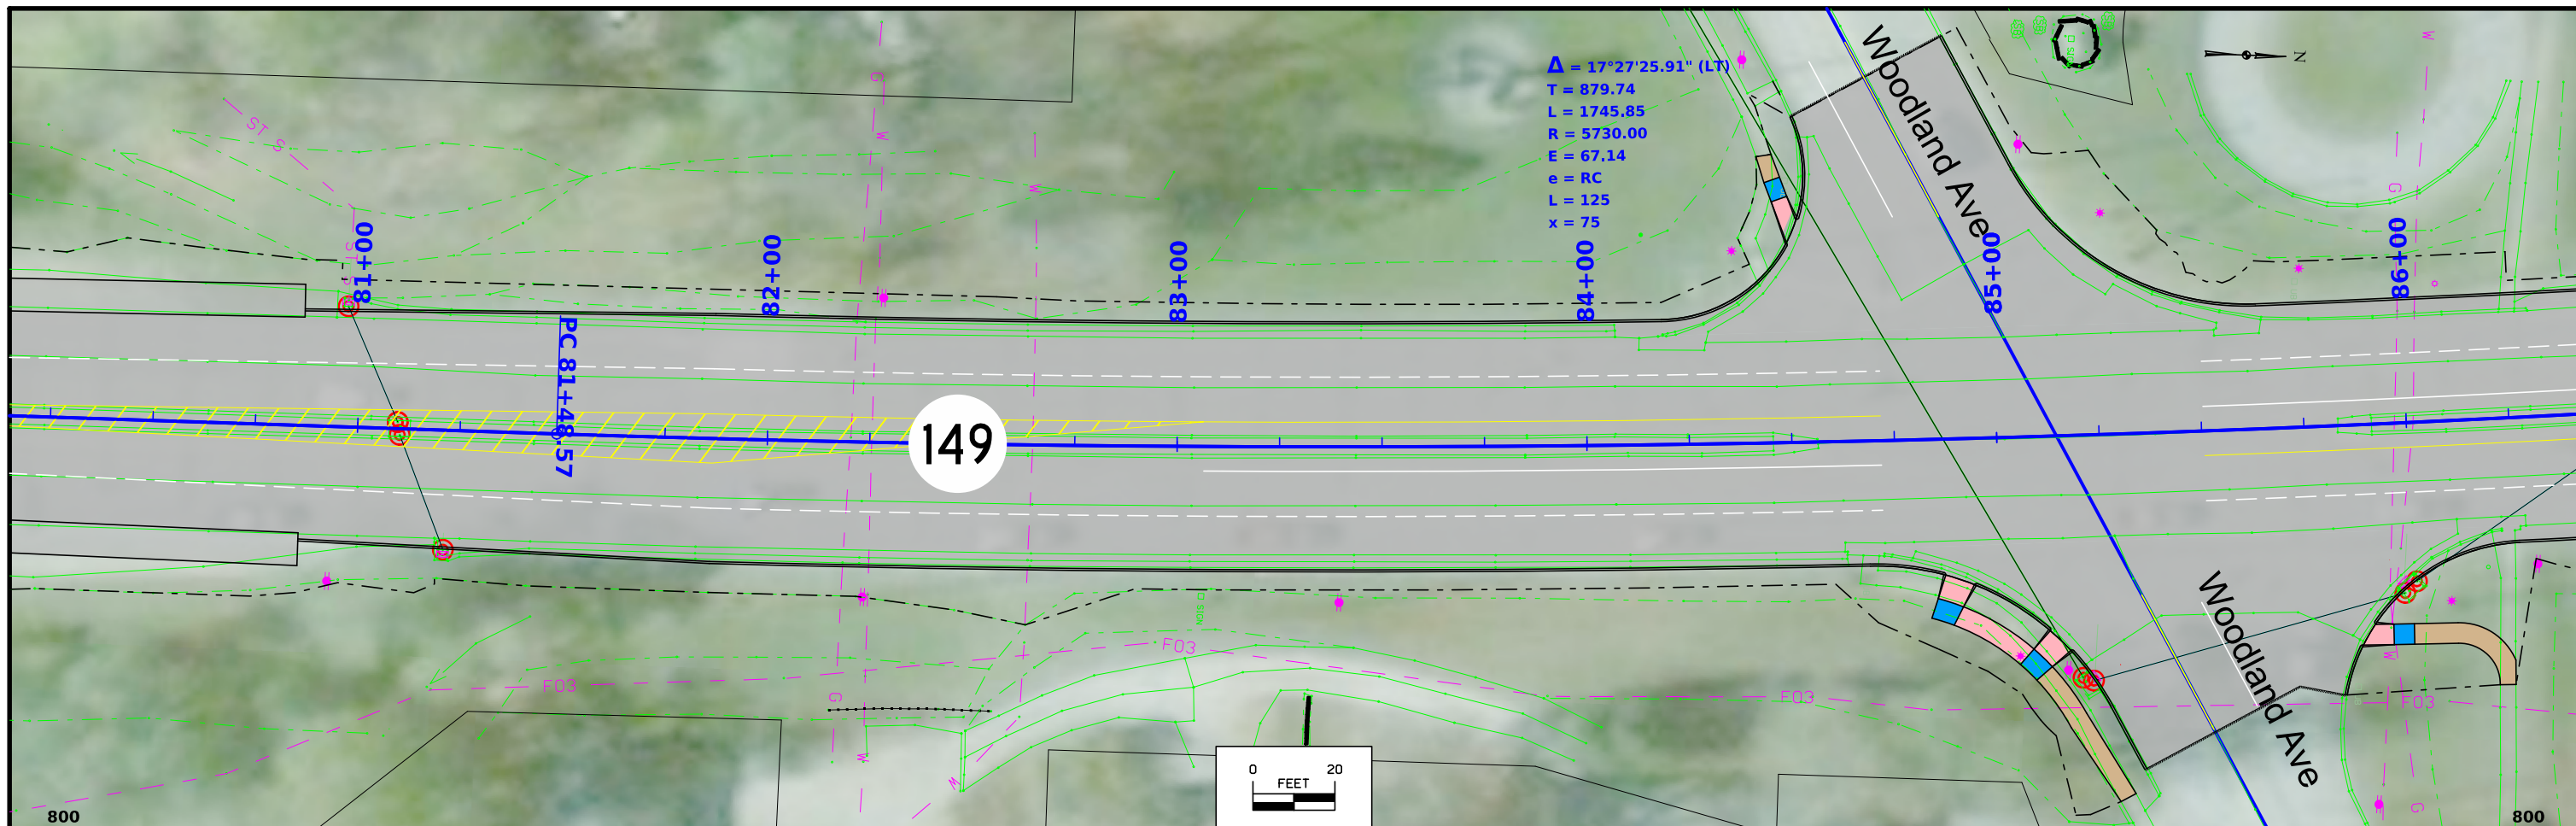 Δ = 17°27'25.91" (LT)
T = 879.74
L = 1745.85
R = 5730.00
E = 67.14
e = RC
L = 125
x = 75
Woodland Ave
N
W
G
W
W
G
ST S
81+00
82+00
83+00
84+00
85+00
86+00
PC 81+48.57
149
F03
F03
F03
F03
G
W
W
W
G
Woodland Ave
0 20
FEET
800
800